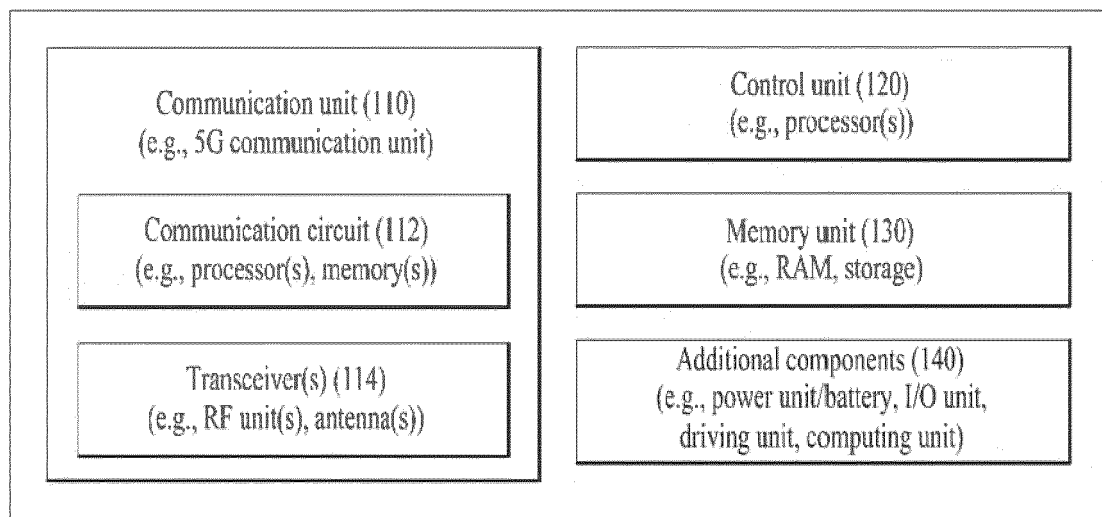 Communication unit (110)
(e.g., 5G communication unit)
Communication circuit (112)
(e.g., processor(s), memory(s))
Transceiver(s) (114)
(e.g., RF unit(s), antenna(s))
Control unit (120)
(e.g., processor(s))
Memory unit (130)
(e.g., RAM, storage)
Additional components (140)
(e.g., power unit/battery, I/O unit,
driving unit, computing unit)